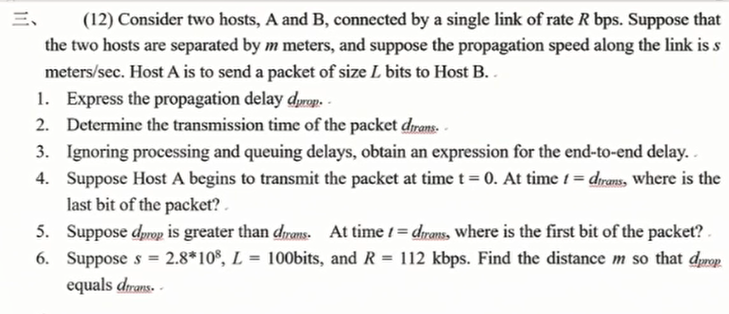 三、 (12) Consider two hosts, A and B, connected by a single link of rate R bps. Suppose that
the two hosts are separated by m meters, and suppose the propagation speed along the link is s
meters/sec. Host A is to send a packet of size L bits to Host B.
1. Express the propagation delay dprop.
2. Determine the transmission time of the packet dtrans.
3. Ignoring processing and queuing delays, obtain an expression for the end-to-end delay.
4. Suppose Host A begins to transmit the packet at time t = 0. At time t = dtrans, where is the
last bit of the packet?
5. Suppose dprop is greater than dtrans. At time t = dtrans, where is the first bit of the packet?
6. Suppose s = 2.8*10⁸, L = 100bits, and R = 112 kbps. Find the distance m so that dprop
equals dtrans.